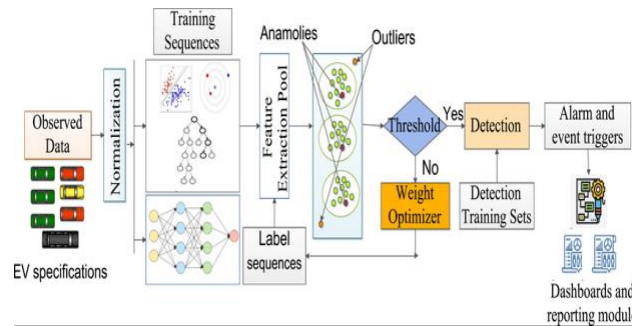 Training
Sequences
Anamolies
Outliers
Observed
Data
Normalization
Feature
Extraction Pool
Threshold
Yes
Detection
Alarm and
event triggers
No
Weight
Optimizer
Detection
Training Sets
Label
sequences
EV specifications
Dashboards and
reporting module